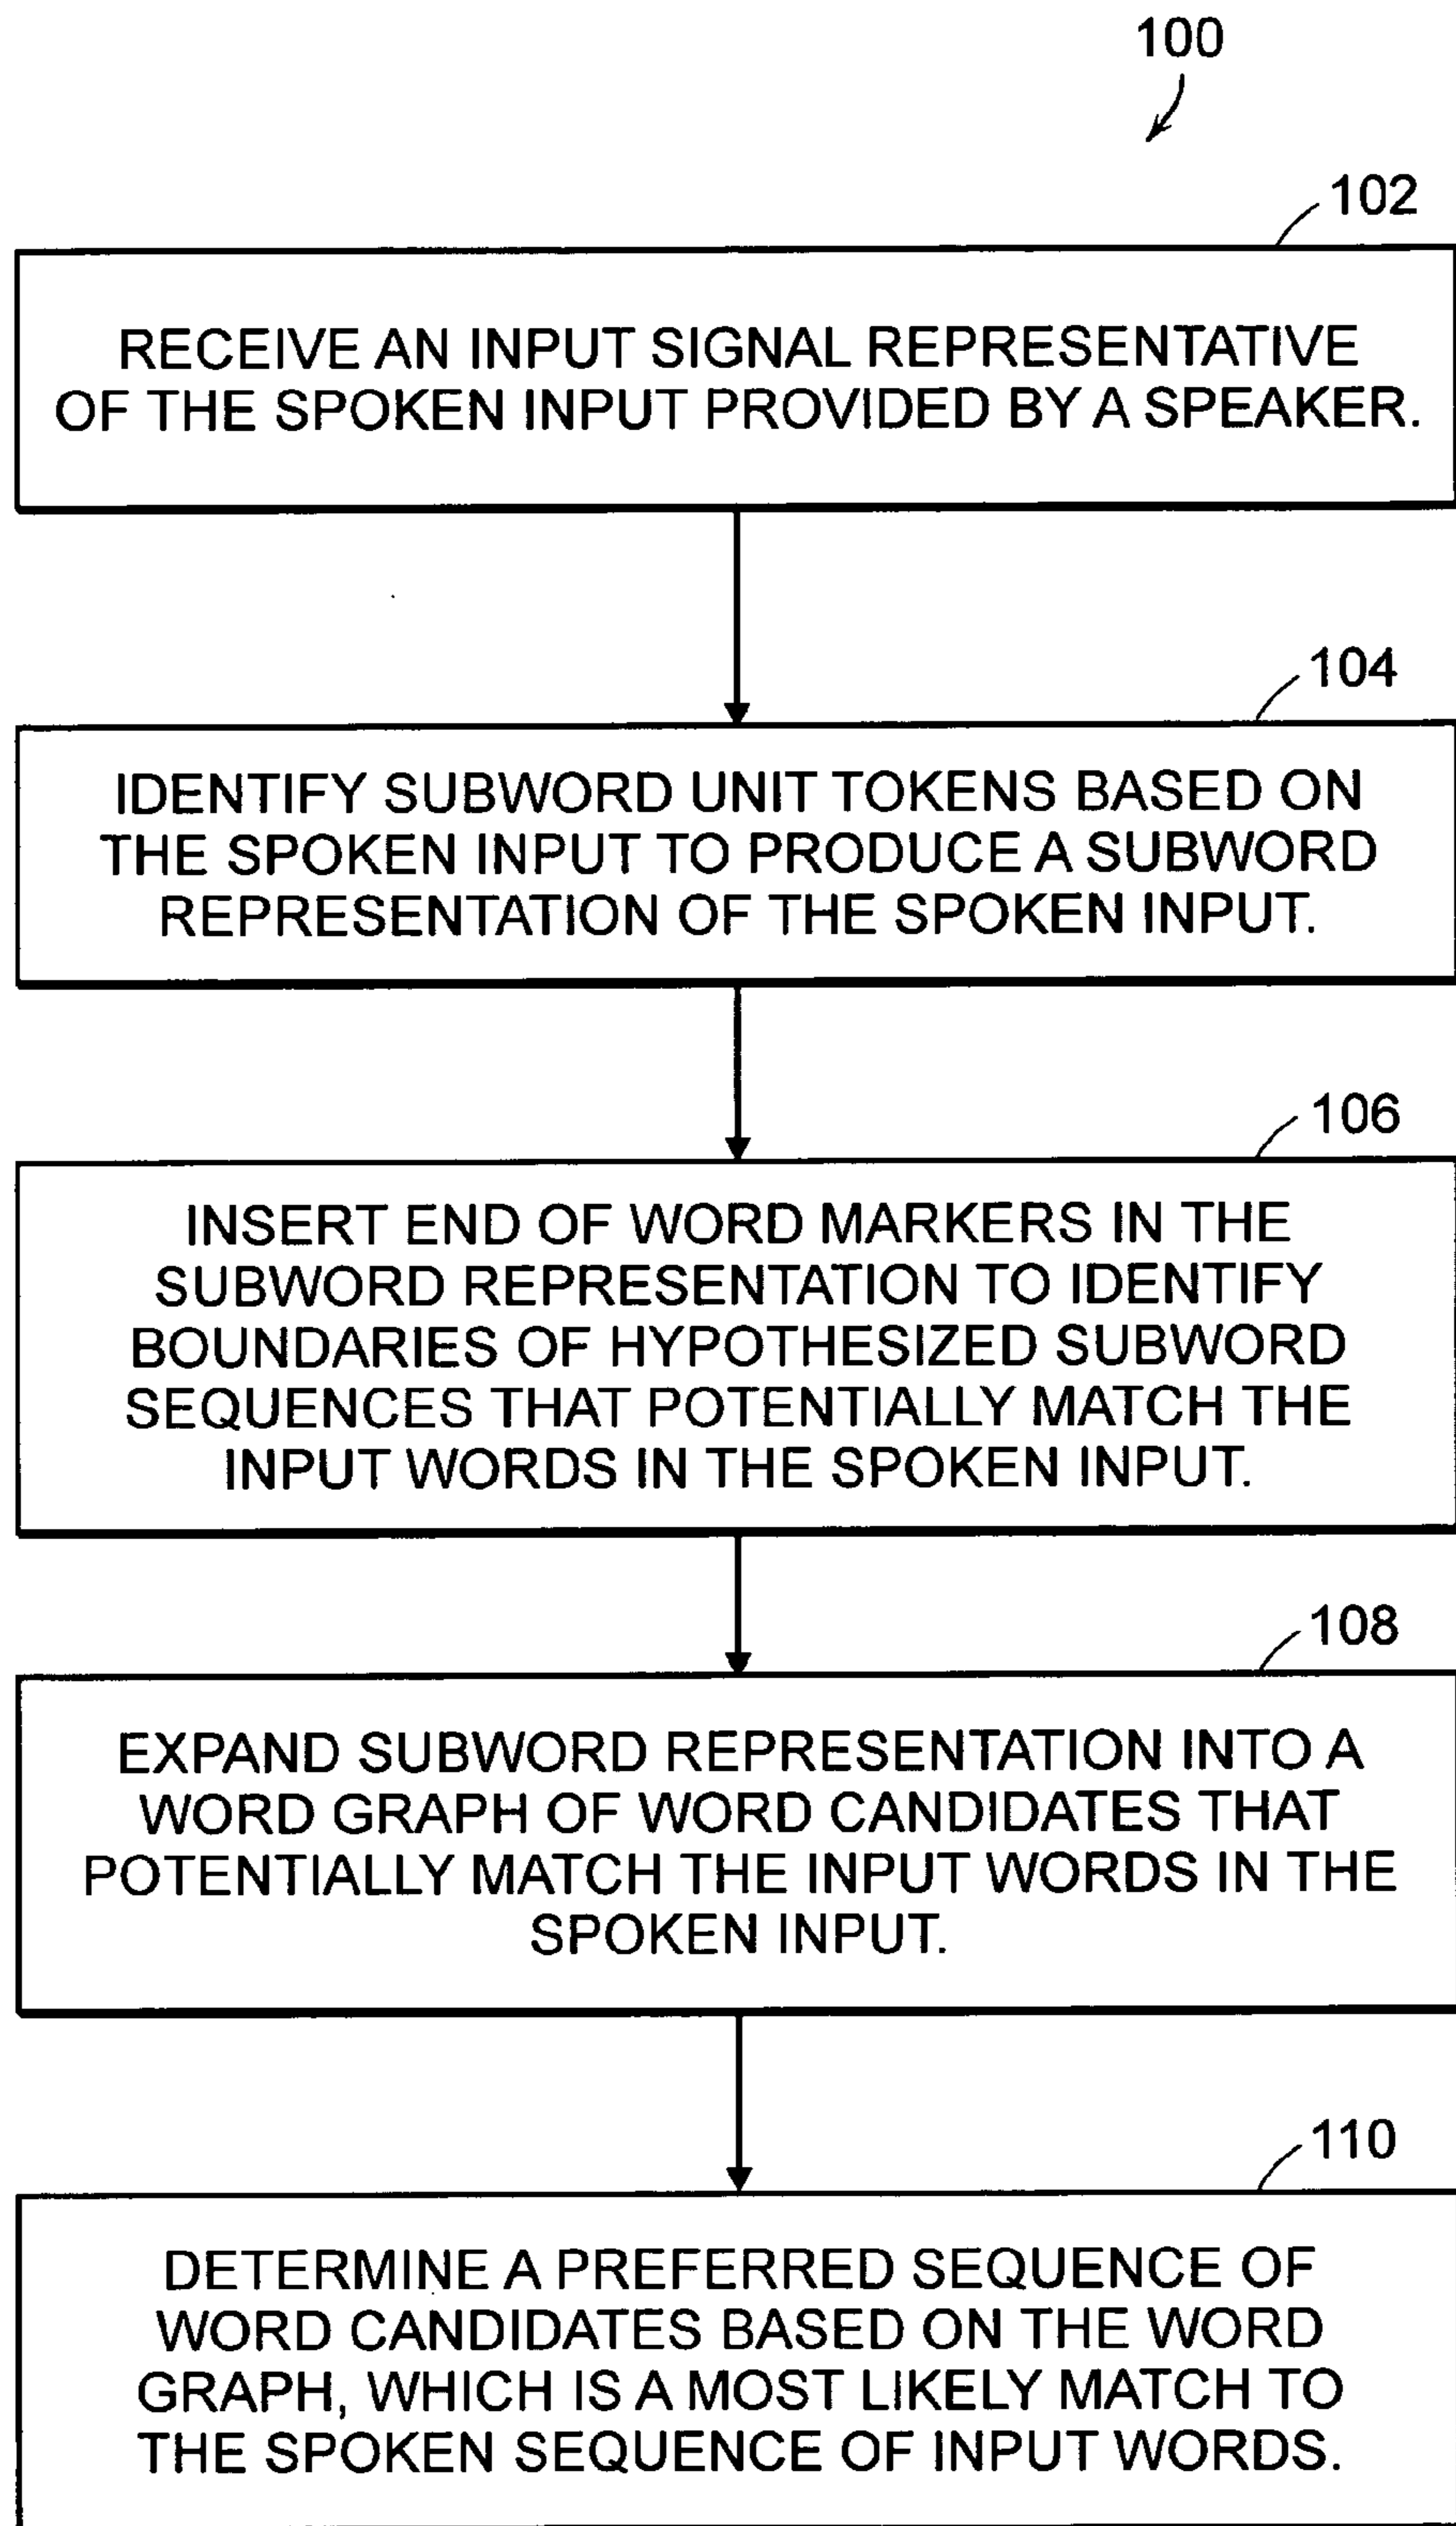 100
102
RECEIVE AN INPUT SIGNAL REPRESENTATIVE
OF THE SPOKEN INPUT PROVIDED BY A SPEAKER.
104
IDENTIFY SUBWORD UNIT TOKENS BASED ON
THE SPOKEN INPUT TO PRODUCE A SUBWORD
REPRESENTATION OF THE SPOKEN INPUT.
106
INSERT END OF WORD MARKERS IN THE
SUBWORD REPRESENTATION TO IDENTIFY
BOUNDARIES OF HYPOTHESIZED SUBWORD
SEQUENCES THAT POTENTIALLY MATCH THE
INPUT WORDS IN THE SPOKEN INPUT.
108
EXPAND SUBWORD REPRESENTATION INTO A
WORD GRAPH OF WORD CANDIDATES THAT
POTENTIALLY MATCH THE INPUT WORDS IN THE
SPOKEN INPUT.
110
DETERMINE A PREFERRED SEQUENCE OF
WORD CANDIDATES BASED ON THE WORD
GRAPH, WHICH IS A MOST LIKELY MATCH TO
THE SPOKEN SEQUENCE OF INPUT WORDS.